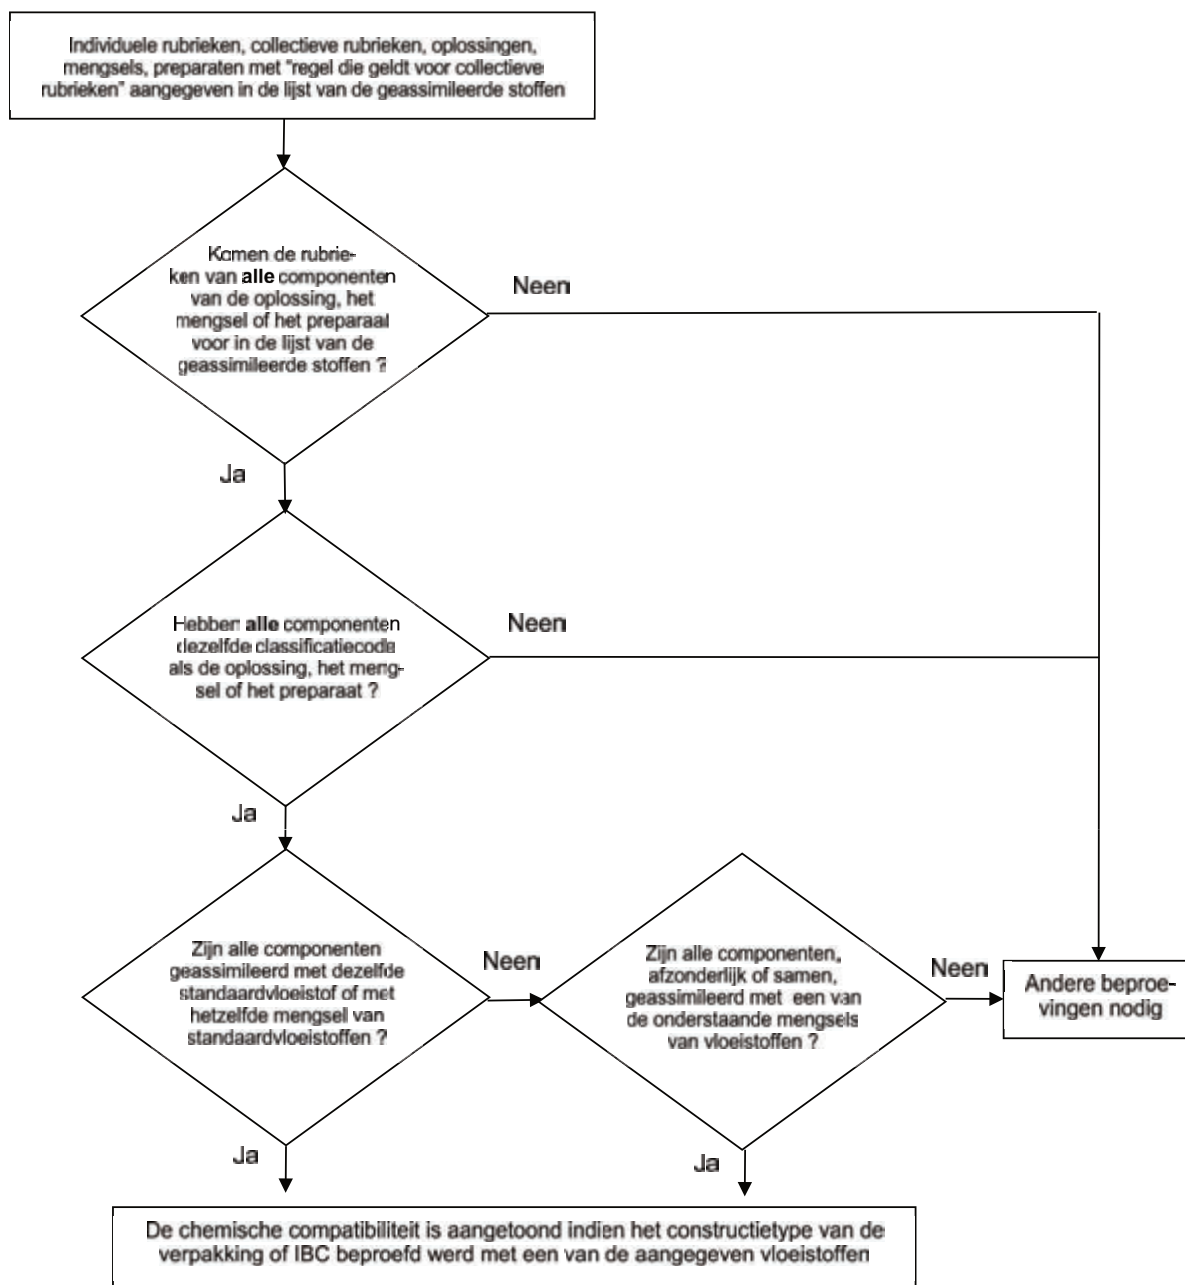 Individuele rubrieken, collectieve rubrieken, oplossingen,
mengsels, preparaten met "regel die geldt voor collectieve
rubrieken" aangegeven in de lijst van de geassimileerde stoffen
Komen de rubrie-
ken van alle componenten
van de oplossing, het
mengsel of het preparaat
voor in de lijst van de
geassimileerde stoffen ?
Neen
Ja
Hebben alle componenten
dezelfde classificatiecode
als de oplossing, het meng-
sel of het preparaat ?
Neen
Ja
Zijn alle componenten
geassimileerd met dezelfde
standaardvloeistof of met
hetzelfde mengsel van
standaardvloeistoffen ?
Neen
Zijn alle componenten,
afzonderlijk of samen,
geassimileerd met een van
de onderstaande mengsels
van vloeistoffen ?
Neen
Andere beproe-
vingen nodig
Ja
Ja
De chemische compatibiliteit is aangetoond indien het constructietype van de
verpakking of IBC beproefd werd met een van de aangegeven vloeistoffen